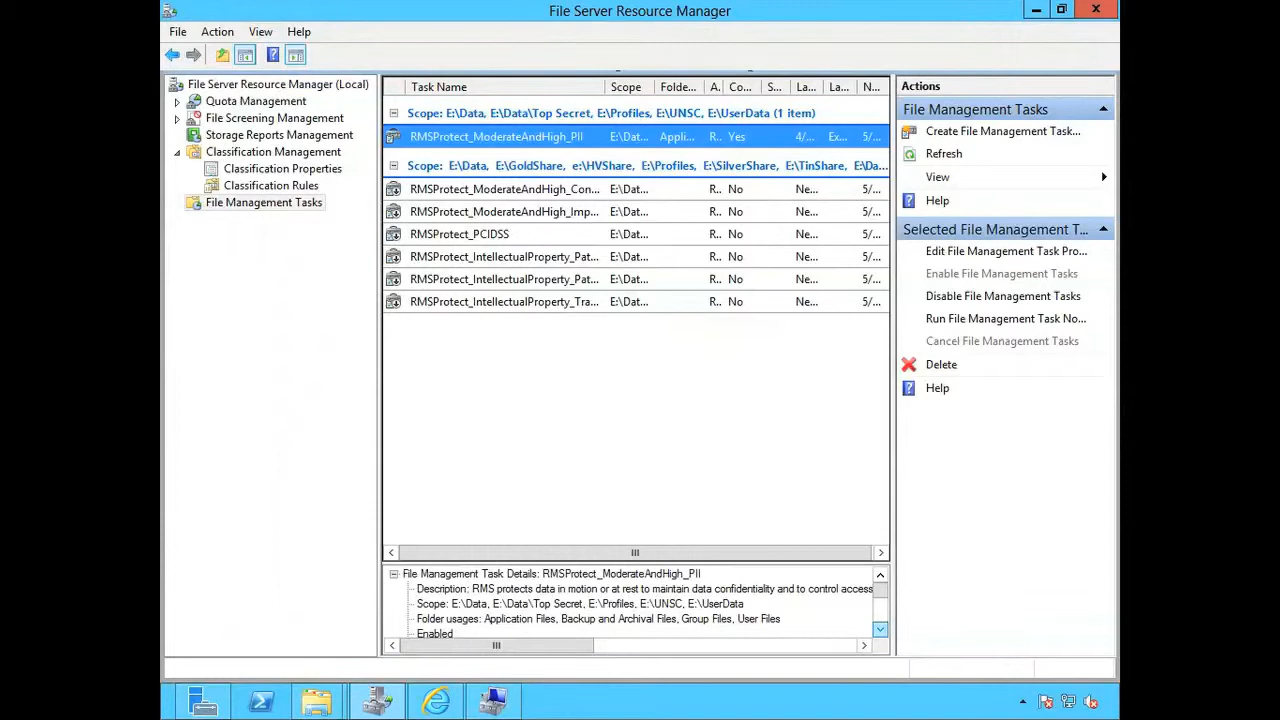 File Server Resource Manager
File Action View Help
File Server Resource Manager (Local)
Quota Management
File Screening Management
Storage Reports Management
Classification Management
Classification Properties
Classification Rules
File Management Tasks
Task Name Scope Folde... A. Co... S... La... La... N...
Scope: E:\Data, E:\Data\Top Secret, E:\Profiles, E:\UNSC, E:\UserData (1 item)
RMSProtect_ModerateAndHigh_PII E:\Dat... Appli... R.. Yes 4/... Ex... 5/...
Scope: E:\Data, E:\GoldShare, e:\HVShare, E:\Profiles, E:\SilverShare, E:\TinShare, E:\Da...
RMSProtect_ModerateAndHigh_Con... E:\Dat... R.. No Ne... 5/...
RMSProtect_ModerateAndHigh_Imp... E:\Dat... R.. No Ne... 5/...
RMSProtect_PCIDSS E:\Dat... R.. No Ne... 5/...
RMSProtect_IntellectualProperty_Pat... E:\Dat... R.. No Ne... 5/...
RMSProtect_IntellectualProperty_Pat... E:\Dat... R.. No Ne... 5/...
RMSProtect_IntellectualProperty_Tra... E:\Dat... R.. No Ne... 5/...
File Management Task Details: RMSProtect_ModerateAndHigh_PII
Description: RMS protects data in motion or at rest to maintain data confidentiality and to control access
Scope: E:\Data, E:\Data\Top Secret, E:\Profiles, E:\UNSC, E:\UserData
Folder usages: Application Files, Backup and Archival Files, Group Files, User Files
Enabled
Actions
File Management Tasks
Create File Management Task...
Refresh
View
Help
Selected File Management T...
Edit File Management Task Pro...
Enable File Management Tasks
Disable File Management Tasks
Run File Management Task No...
Cancel File Management Tasks
Delete
Help